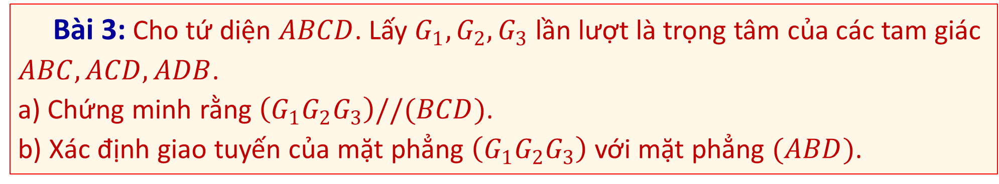 Bài 3: Cho tứ diện ABCD. Lấy G₁, G₂, G₃ lần lượt là trọng tâm của các tam giác
ABC, ACD, ADB.
a) Chứng minh rằng (G₁G₂G₃)//(BCD).
b) Xác định giao tuyến của mặt phẳng (G₁G₂G₃) với mặt phẳng (ABD).